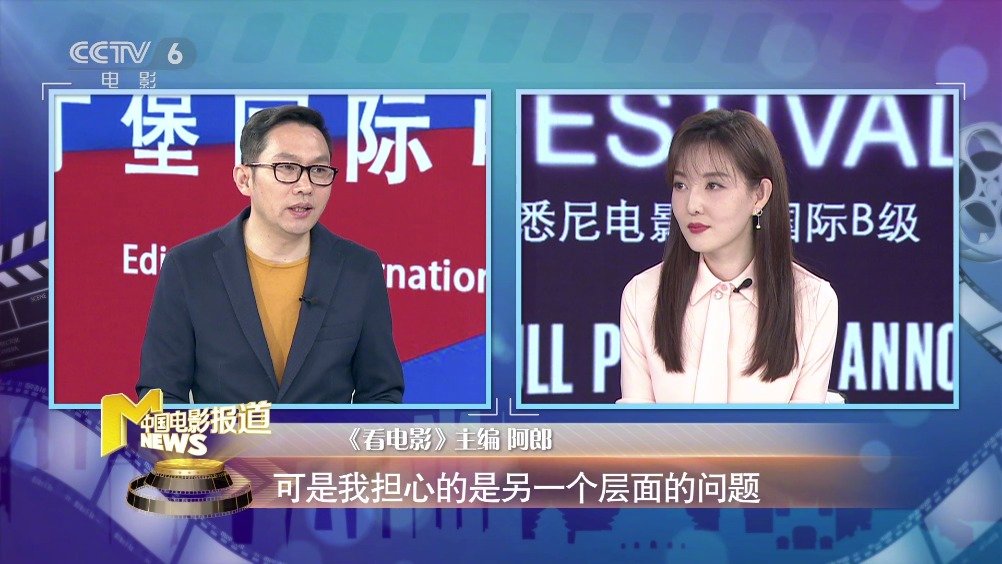 CCTV 6
电影
堡国际
Edi
rnation
ESTIVAL
悉尼电影
国际B级
ULL P
ANNO
中国电影报道
NEWS
《看电影》主编 阿郎
可是我担心的是另一个层面的问题